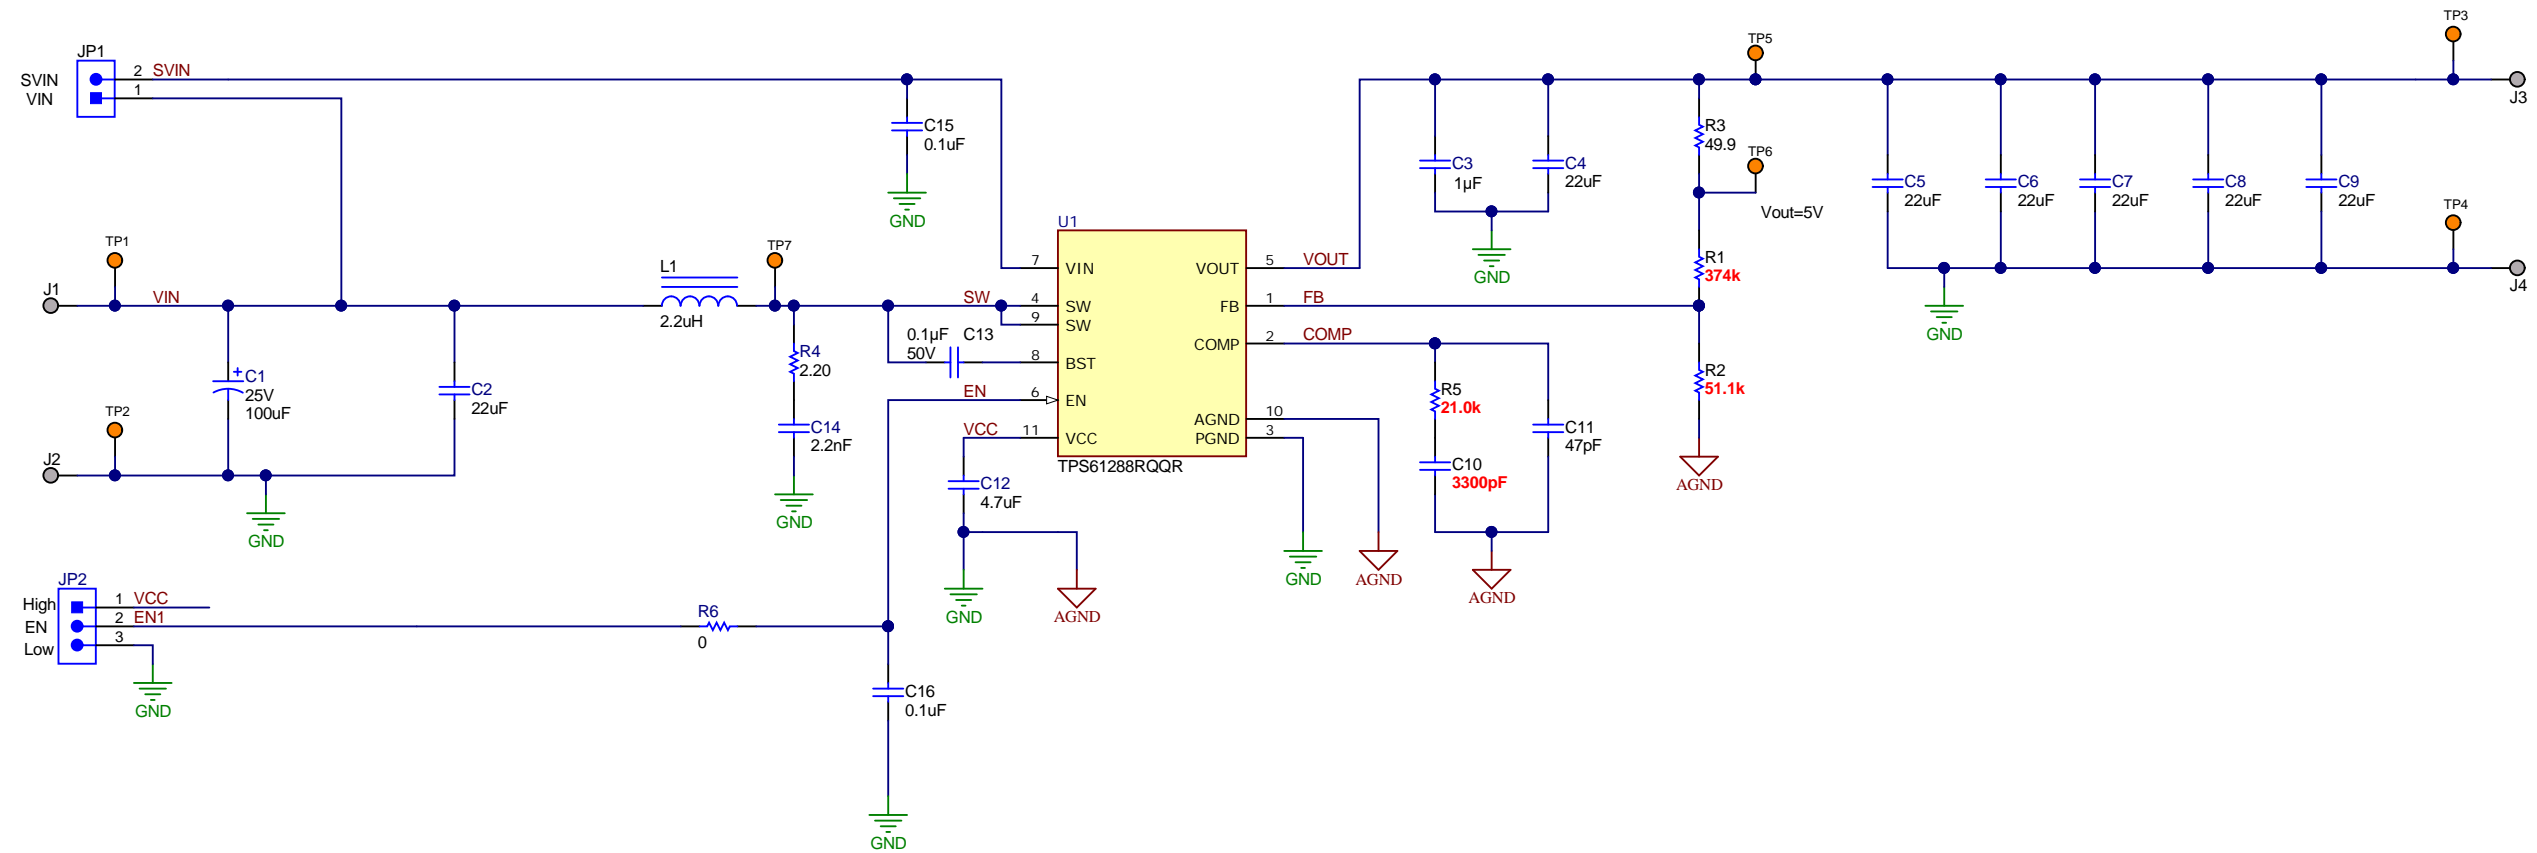 JP1
SVIN
VIN
2
SVIN
1
TP1
J1
VIN
TP2
J2
C1
25V
100uF
GND
C2
22uF
L1
2.2uH
TP7
R4
2.20
C14
2.2nF
GND
C15
0.1uF
GND
SW
0.1µF
50V
C13
EN
VCC
C12
4.7uF
GND
AGND
JP2
High
EN
Low
1
VCC
2
EN1
3
GND
R6
0
C16
0.1uF
GND
U1
7
VIN
4
SW
9
SW
8
BST
6
EN
11
VCC
VOUT
5
VOUT
FB
1
FB
COMP
2
COMP
AGND
10
PGND
3
TPS61288RQQR
GND
AGND
C3
1µF
C4
22uF
GND
TP5
R3
49.9
TP6
Vout=5V
R1
374k
R2
51.1k
AGND
R5
21.0k
C10
3300pF
C11
47pF
AGND
C5
22uF
C6
22uF
C7
22uF
C8
22uF
C9
22uF
GND
TP3
J3
TP4
J4